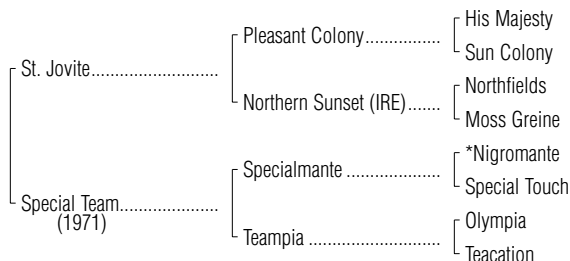 His Majesty
Pleasant Colony
Sun Colony
St. Jovite
Northfields
Northern Sunset (IRE)
Moss Greine
*Nigromante
Specialmante
Special Touch
Special Team
(1971)
Olympia
Teampia
Teacation